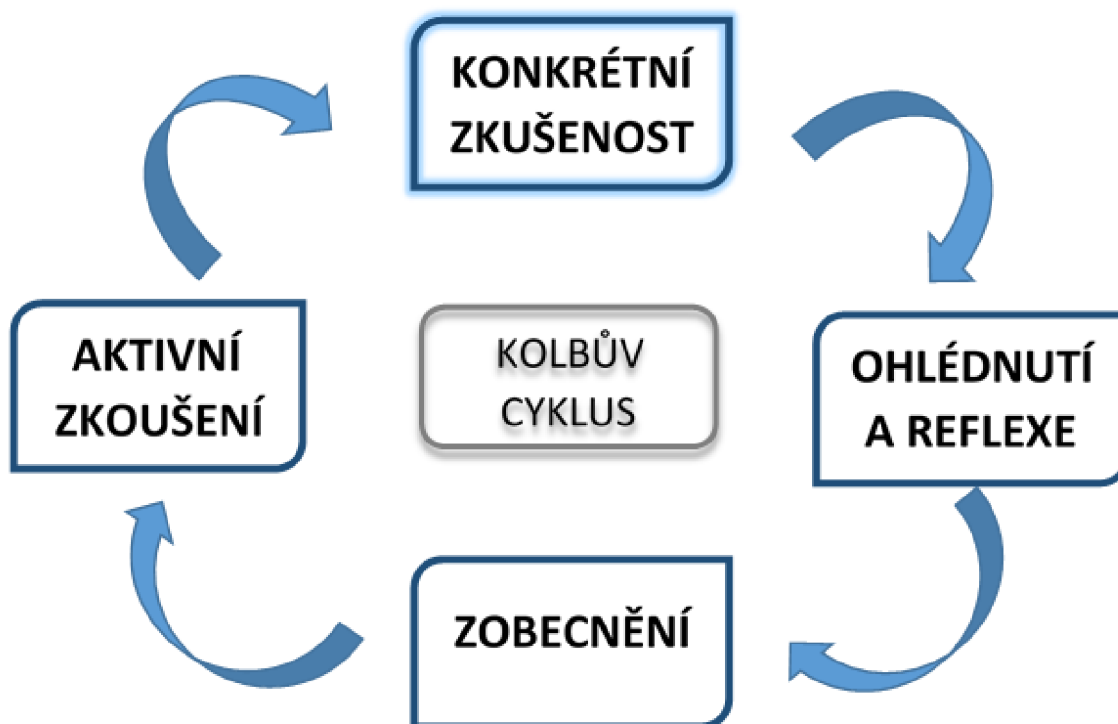 KONKRÉTNÍ
ZKUŠENOST
AKTIVNÍ
ZKOUŠENÍ
KOLBŮV
CYKLUS
OHLÉDNUTÍ
A REFLEXE
ZOBECNĚNÍ